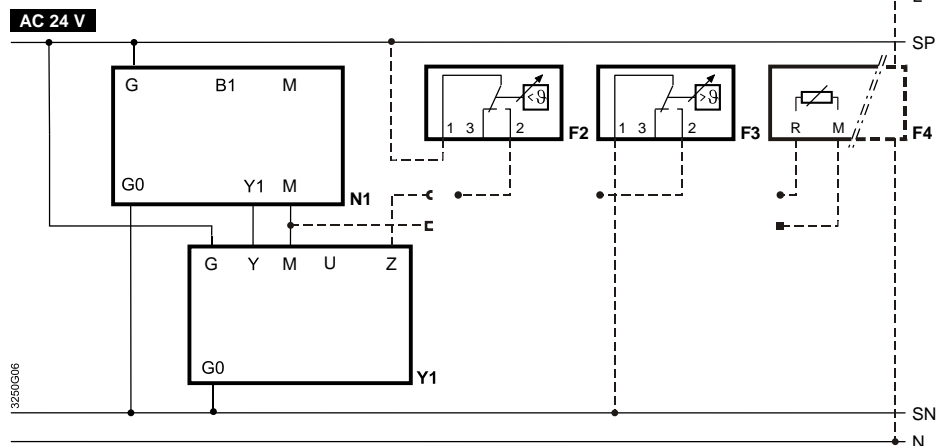 AC 24 V
SP
G B1 M
<ϑ
>ϑ
1 3 2 F2
1 3 2 F3
R M F4
G0 Y1 M
N1
G Y M U Z
G0
Y1
3250G06
SN
N